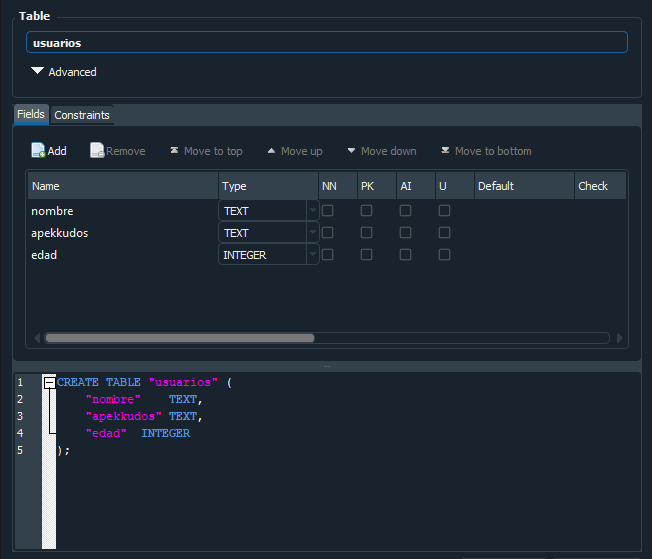 Table
usuarios
Advanced
Fields Constraints
Add Remove Move to top Move up Move down Move to bottom
Name Type NN PK AI U Default Check
nombre TEXT
apekkudos TEXT
edad INTEGER
1 CREATE TABLE "usuarios" (
2 "nombre" TEXT,
3 "apekkudos" TEXT,
4 "edad" INTEGER
5 );